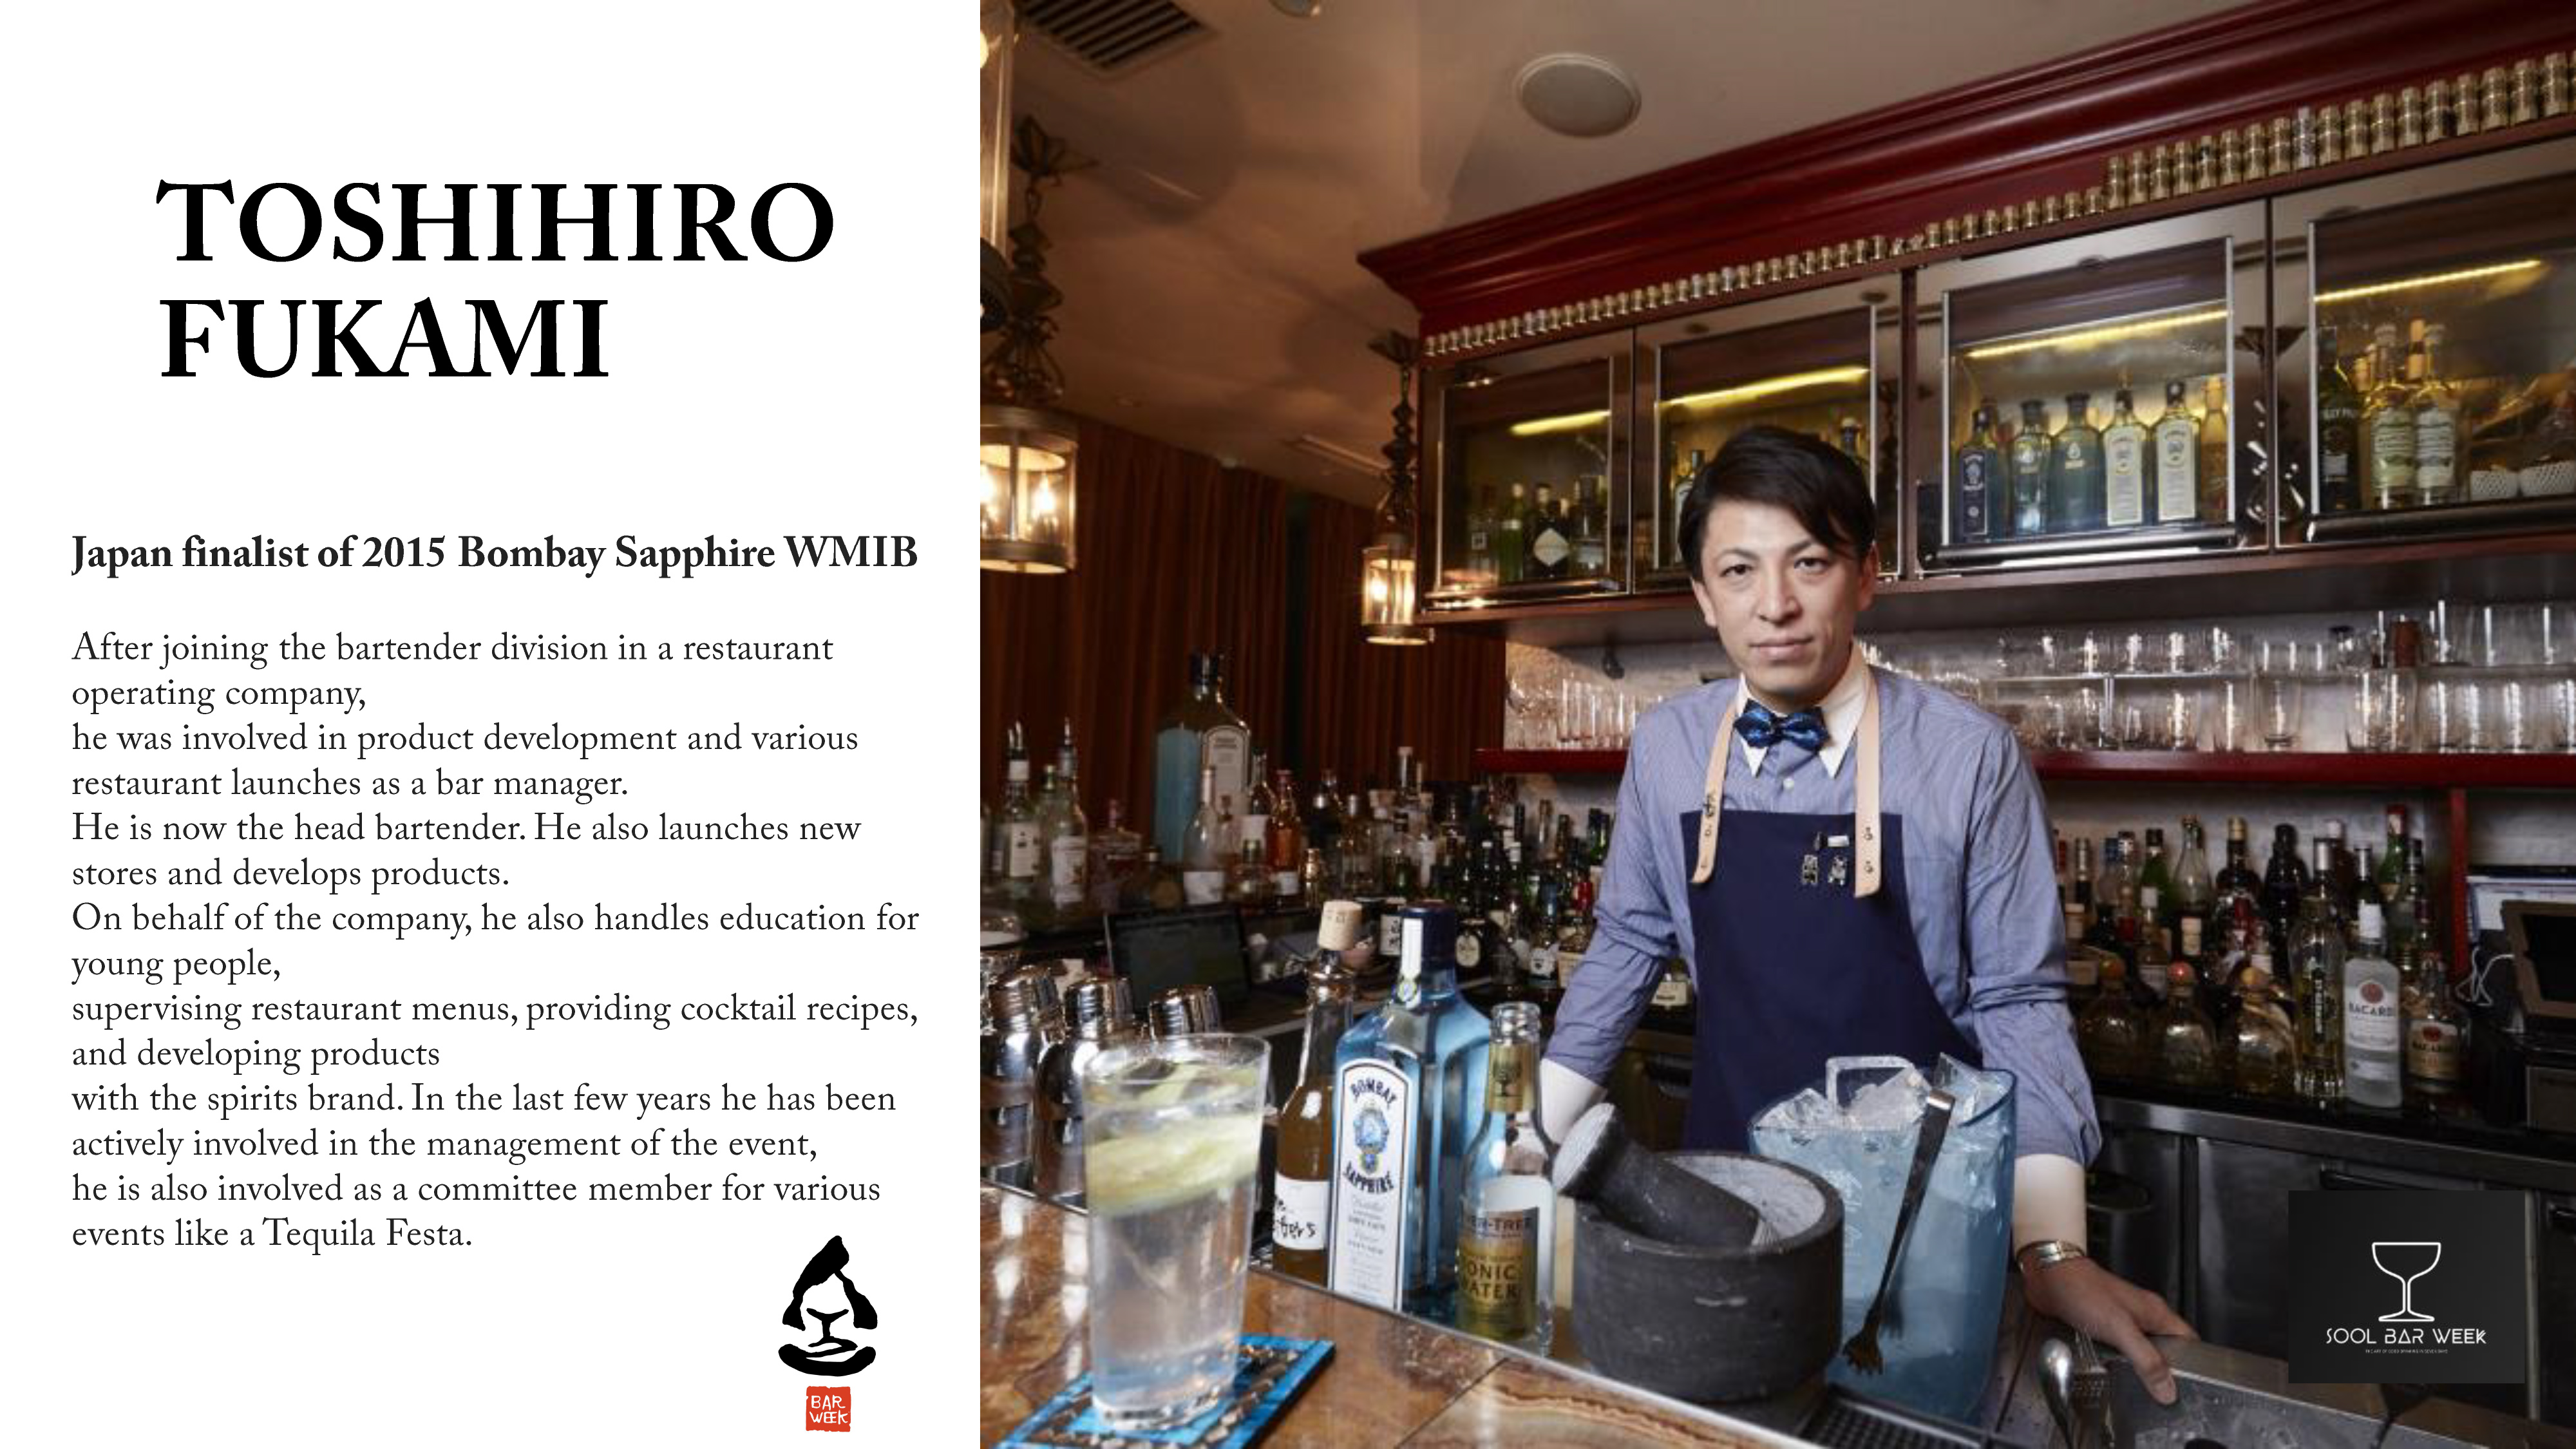 TOSHIHIRO
FUKAMI
Japan finalist of 2015 Bombay Sapphire WMIB
After joining the bartender division in a restaurant
operating company,
he was involved in product development and various
restaurant launches as a bar manager.
He is now the head bartender. He also launches new
stores and develops products.
On behalf of the company, he also handles education for
young people,
supervising restaurant menus, providing cocktail recipes,
and developing products
with the spirits brand. In the last few years he has been
actively involved in the management of the event,
he is also involved as a committee member for various
events like a Tequila Festa.
BAR
WEEK
BOMBAY
SAPPHIRE
TONIC
WATER
BACARDI
BACARDI
SOOL BAR WEEK